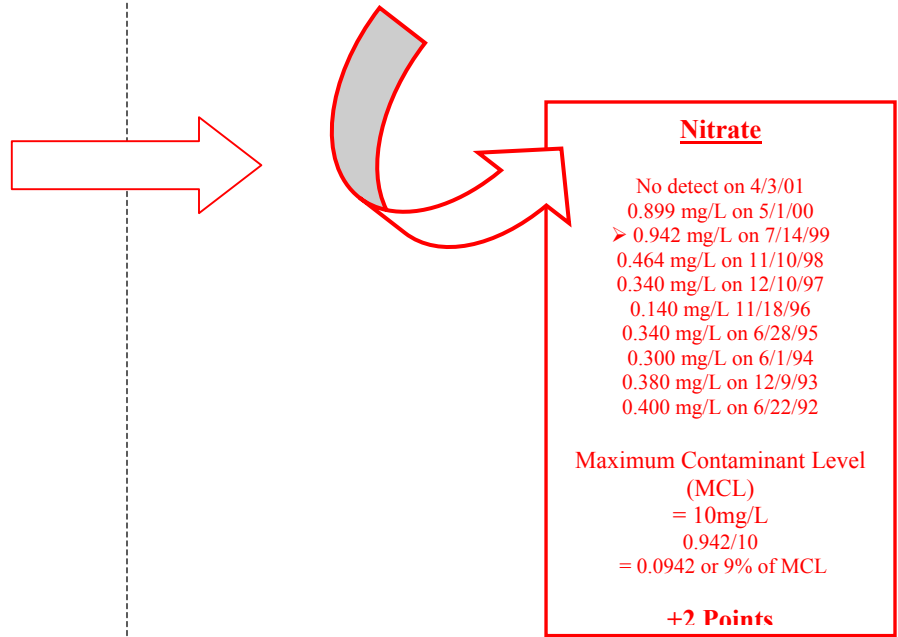 Nitrate
No detect on 4/3/01
0.899 mg/L on 5/1/00
➢ 0.942 mg/L on 7/14/99
0.464 mg/L on 11/10/98
0.340 mg/L on 12/10/97
0.140 mg/L 11/18/96
0.340 mg/L on 6/28/95
0.300 mg/L on 6/1/94
0.380 mg/L on 12/9/93
0.400 mg/L on 6/22/92
Maximum Contaminant Level
(MCL)
= 10mg/L
0.942/10
= 0.0942 or 9% of MCL
+2 Points